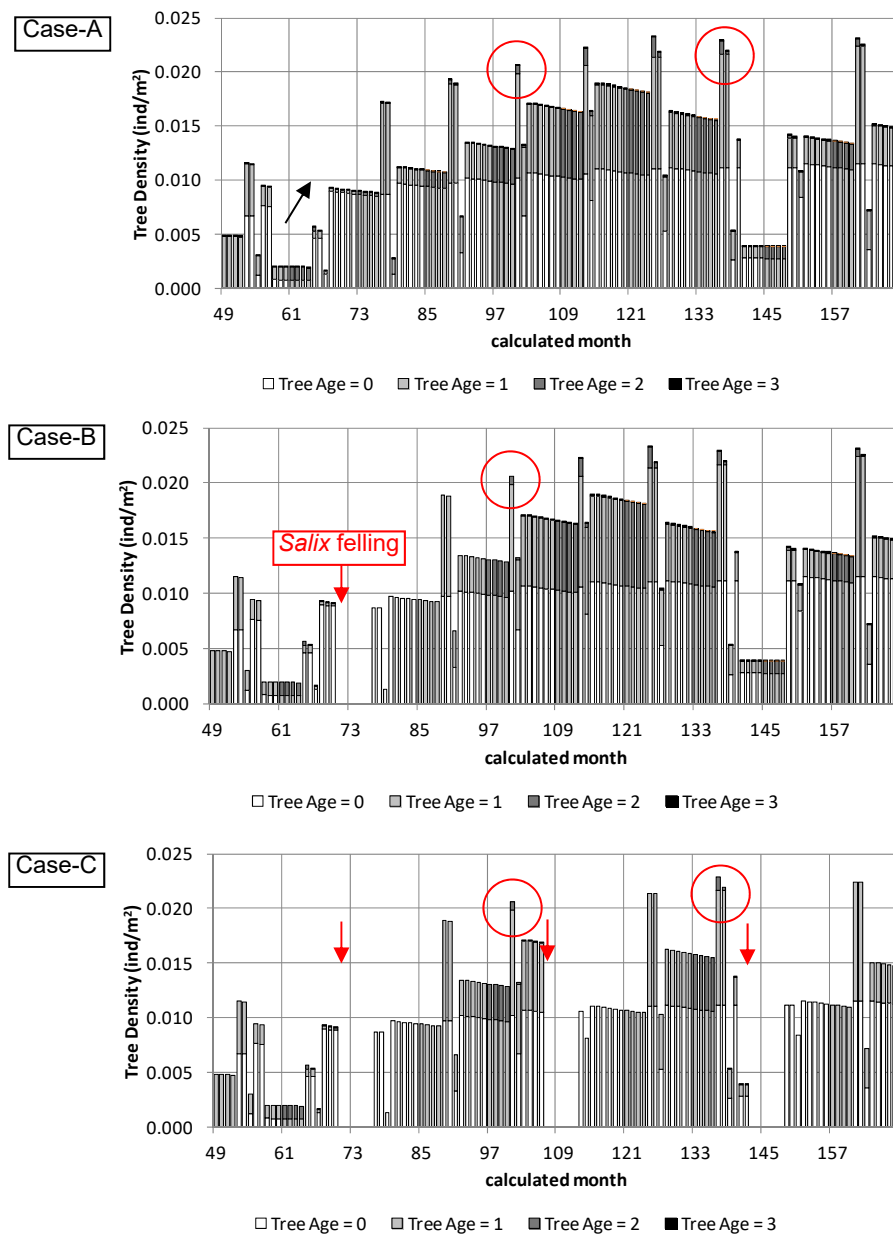 Case-A
Tree Density (ind/m²)
0.025
0.020
0.015
0.010
0.005
0.000
49 61 73 85 97 109 121 133 145 157
calculated month
Tree Age = 0 Tree Age = 1 Tree Age = 2 Tree Age = 3
Case-B
Tree Density (ind/m²)
0.025
0.020
0.015
0.010
0.005
0.000
Salix felling
49 61 73 85 97 109 121 133 145 157
calculated month
Tree Age = 0 Tree Age = 1 Tree Age = 2 Tree Age = 3
Case-C
Tree Density (ind/m²)
0.025
0.020
0.015
0.010
0.005
0.000
49 61 73 85 97 109 121 133 145 157
calculated month
Tree Age = 0 Tree Age = 1 Tree Age = 2 Tree Age = 3